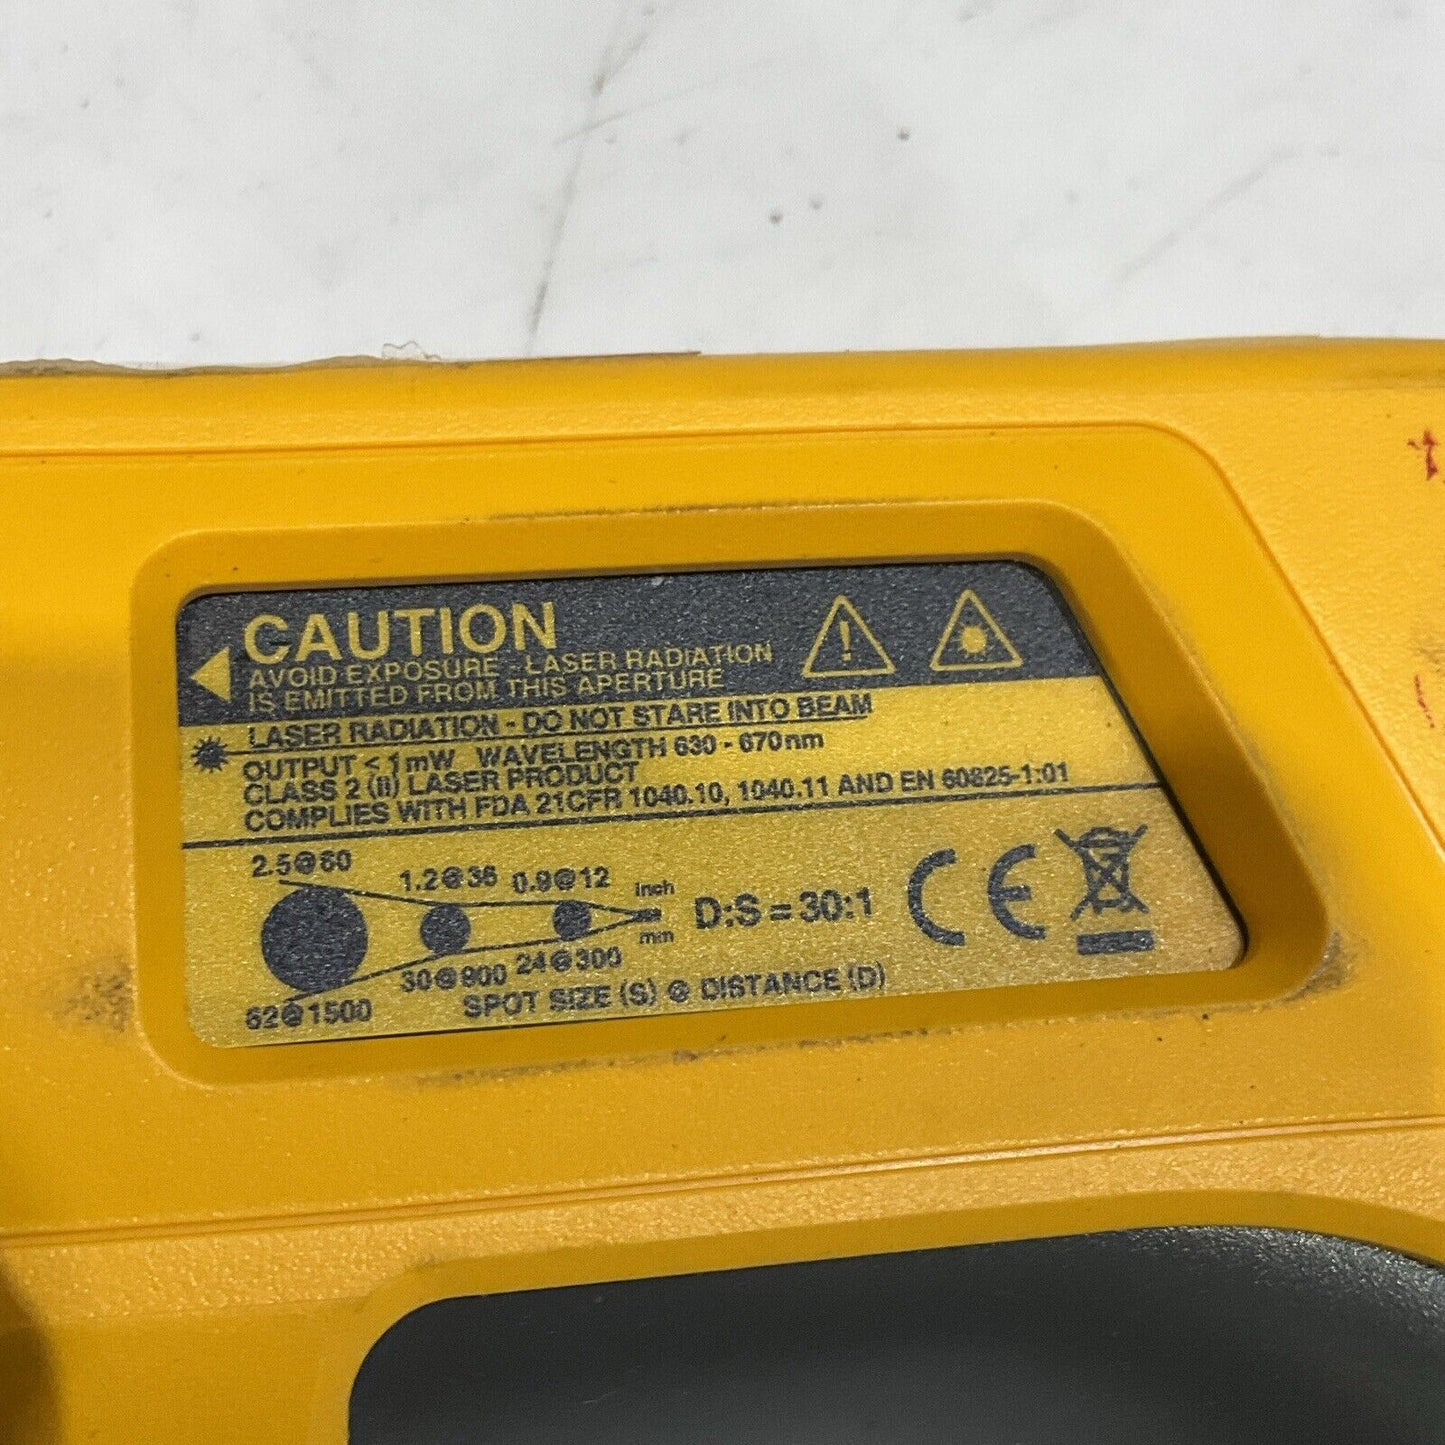 CAUTION
AVOID EXPOSURE - LASER RADIATION
IS EMITTED FROM THIS APERTURE
LASER RADIATION - DO NOT STARE INTO BEAM
OUTPUT < 1mW WAVELENGTH 630 - 670nm
CLASS 2 (II) LASER PRODUCT
COMPLIES WITH FDA 21CFR 1040.10, 1040.11 AND EN 60825-1:01
2.5@60 1.2@36 0.9@12 inch
D:S = 30:1 CE
62@1500 30@900 24@300 mm
SPOT SIZE (S) @ DISTANCE (D)